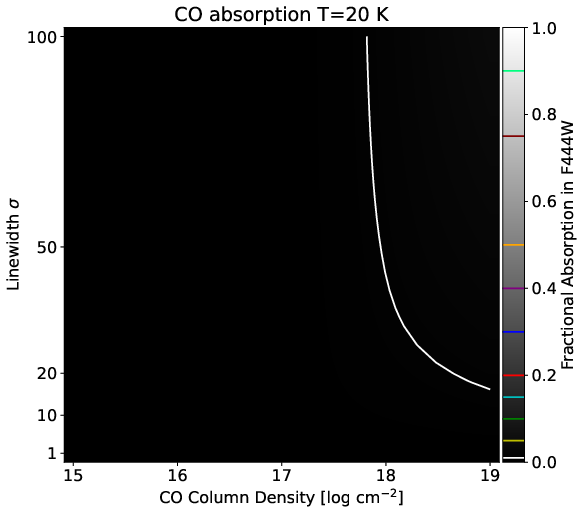 CO absorption T=20 K
100
50
20
10
1
Linewidth σ
15 16 17 18 19
CO Column Density [log cm⁻²]
1.0
0.8
0.6
0.4
0.2
0.0
Fractional Absorption in F444W